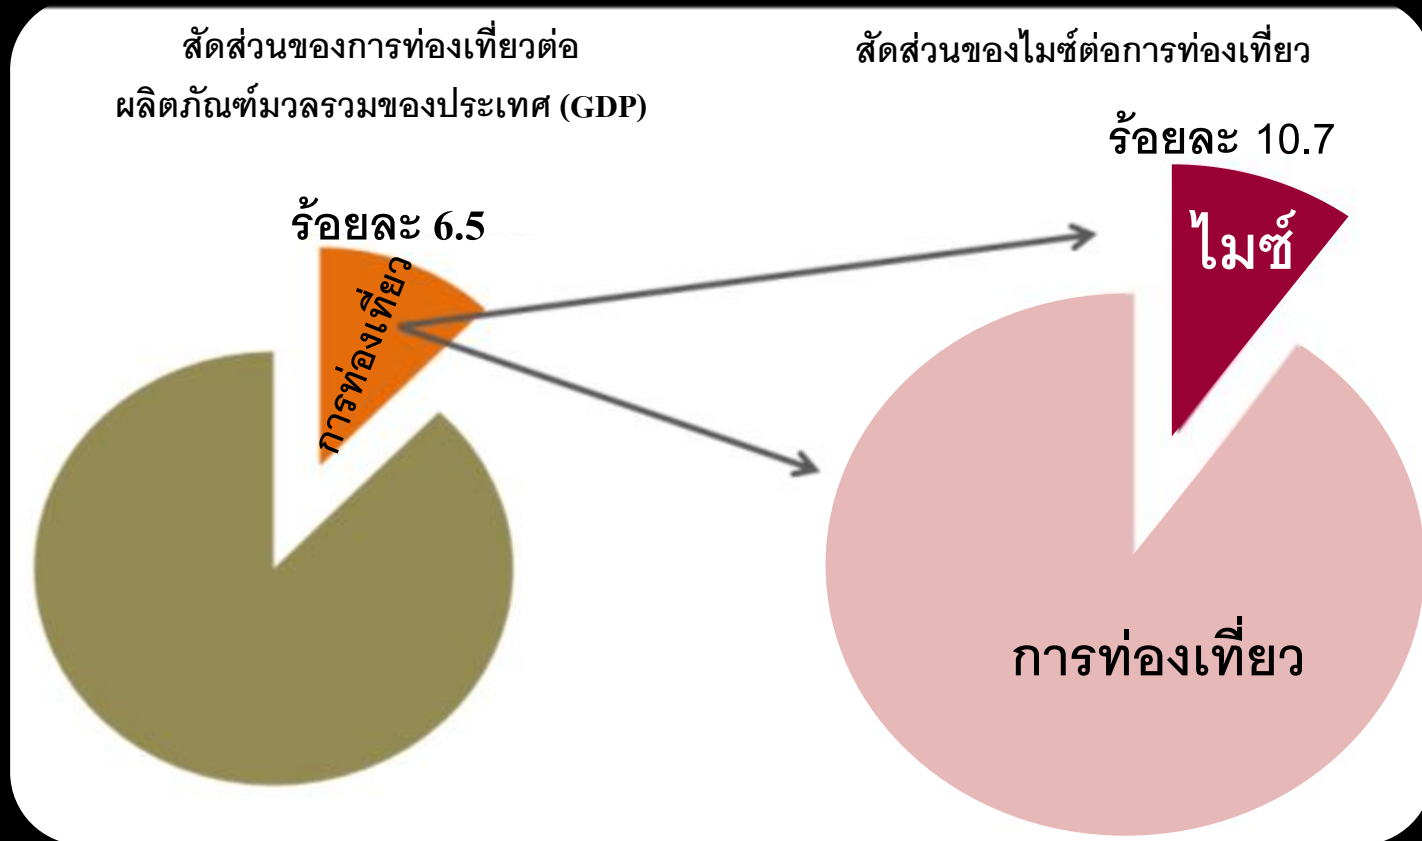 สัดส่วนของการท่องเที่ยวต่อ
ผลิตภัณฑ์มวลรวมของประเทศ (GDP)
ร้อยละ 6.5
การท่องเที่ยว
สัดส่วนของไมซ์ต่อการท่องเที่ยว
ร้อยละ 10.7
ไมซ์
การท่องเที่ยว